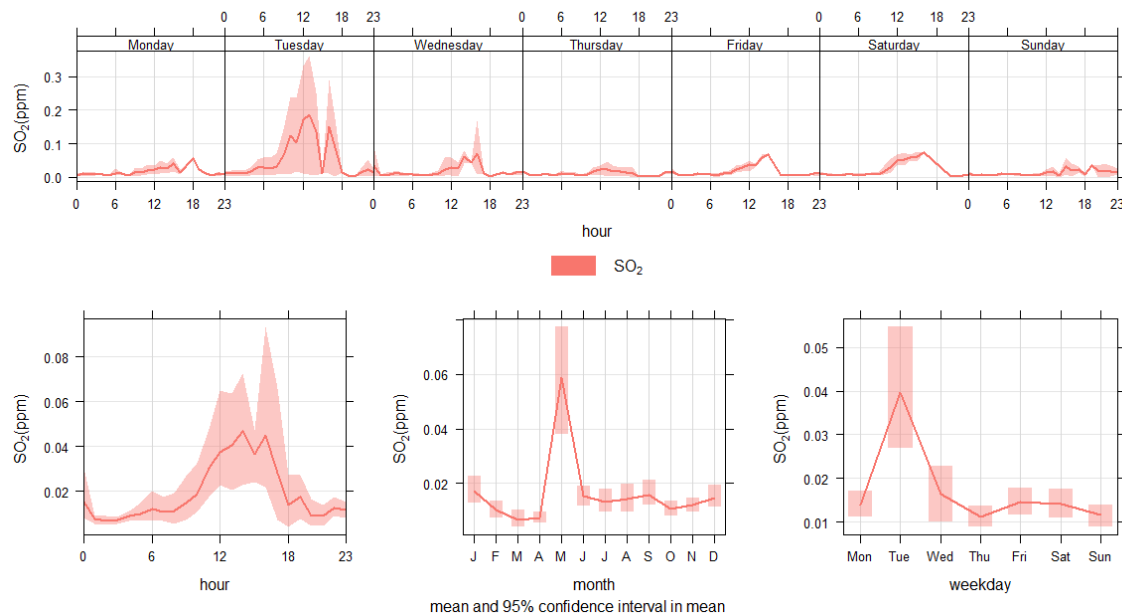 0 6 12 18 23 0 6 12 18 23 0 6 12 18 23
Monday Tuesday Wednesday Thursday Friday Saturday Sunday
SO2(ppm)
0.3
0.2
0.1
0.0
0 6 12 18 23 0 6 12 18 23 0 6 12 18 23 0 6 12 18 23
hour
SO2
SO2(ppm)
0.08
0.06
0.04
0.02
0 6 12 18 23
hour
SO2(ppm)
0.06
0.04
0.02
J F M A M J J A S O N D
month
SO2(ppm)
0.05
0.04
0.03
0.02
0.01
Mon Tue Wed Thu Fri Sat Sun
weekday
mean and 95% confidence interval in mean